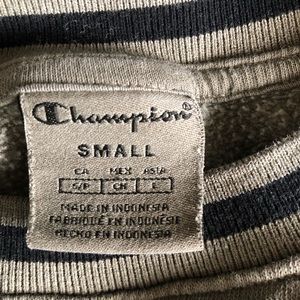 Champion®
SMALL
CA MEX ASIA
S/P CH L
MADE IN INDONESIA
FABRIQUÉ EN INDONÉSIE
HECHO EN INDONESIA